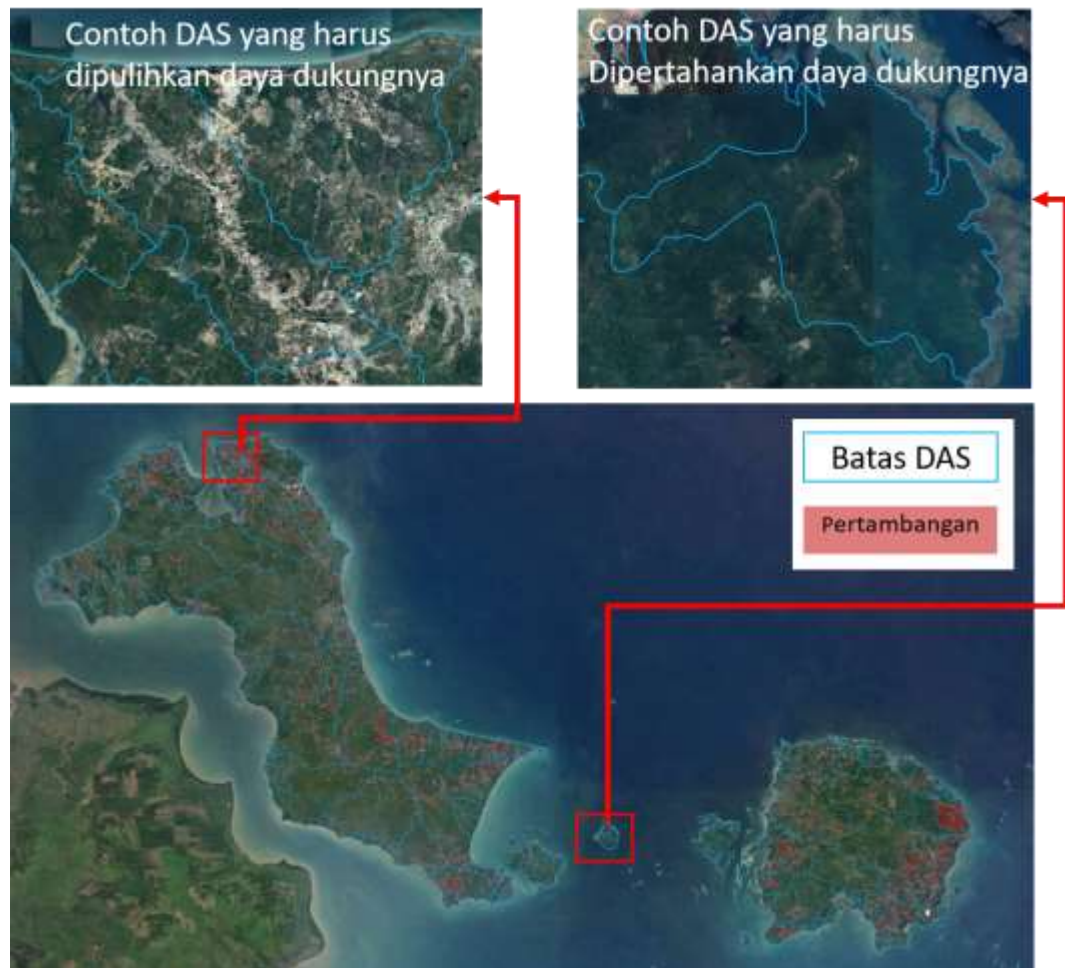 Contoh DAS yang harus
dipulihkan daya dukungnya
Contoh DAS yang harus
Dipertahankan daya dukungnya
Batas DAS
Pertambangan